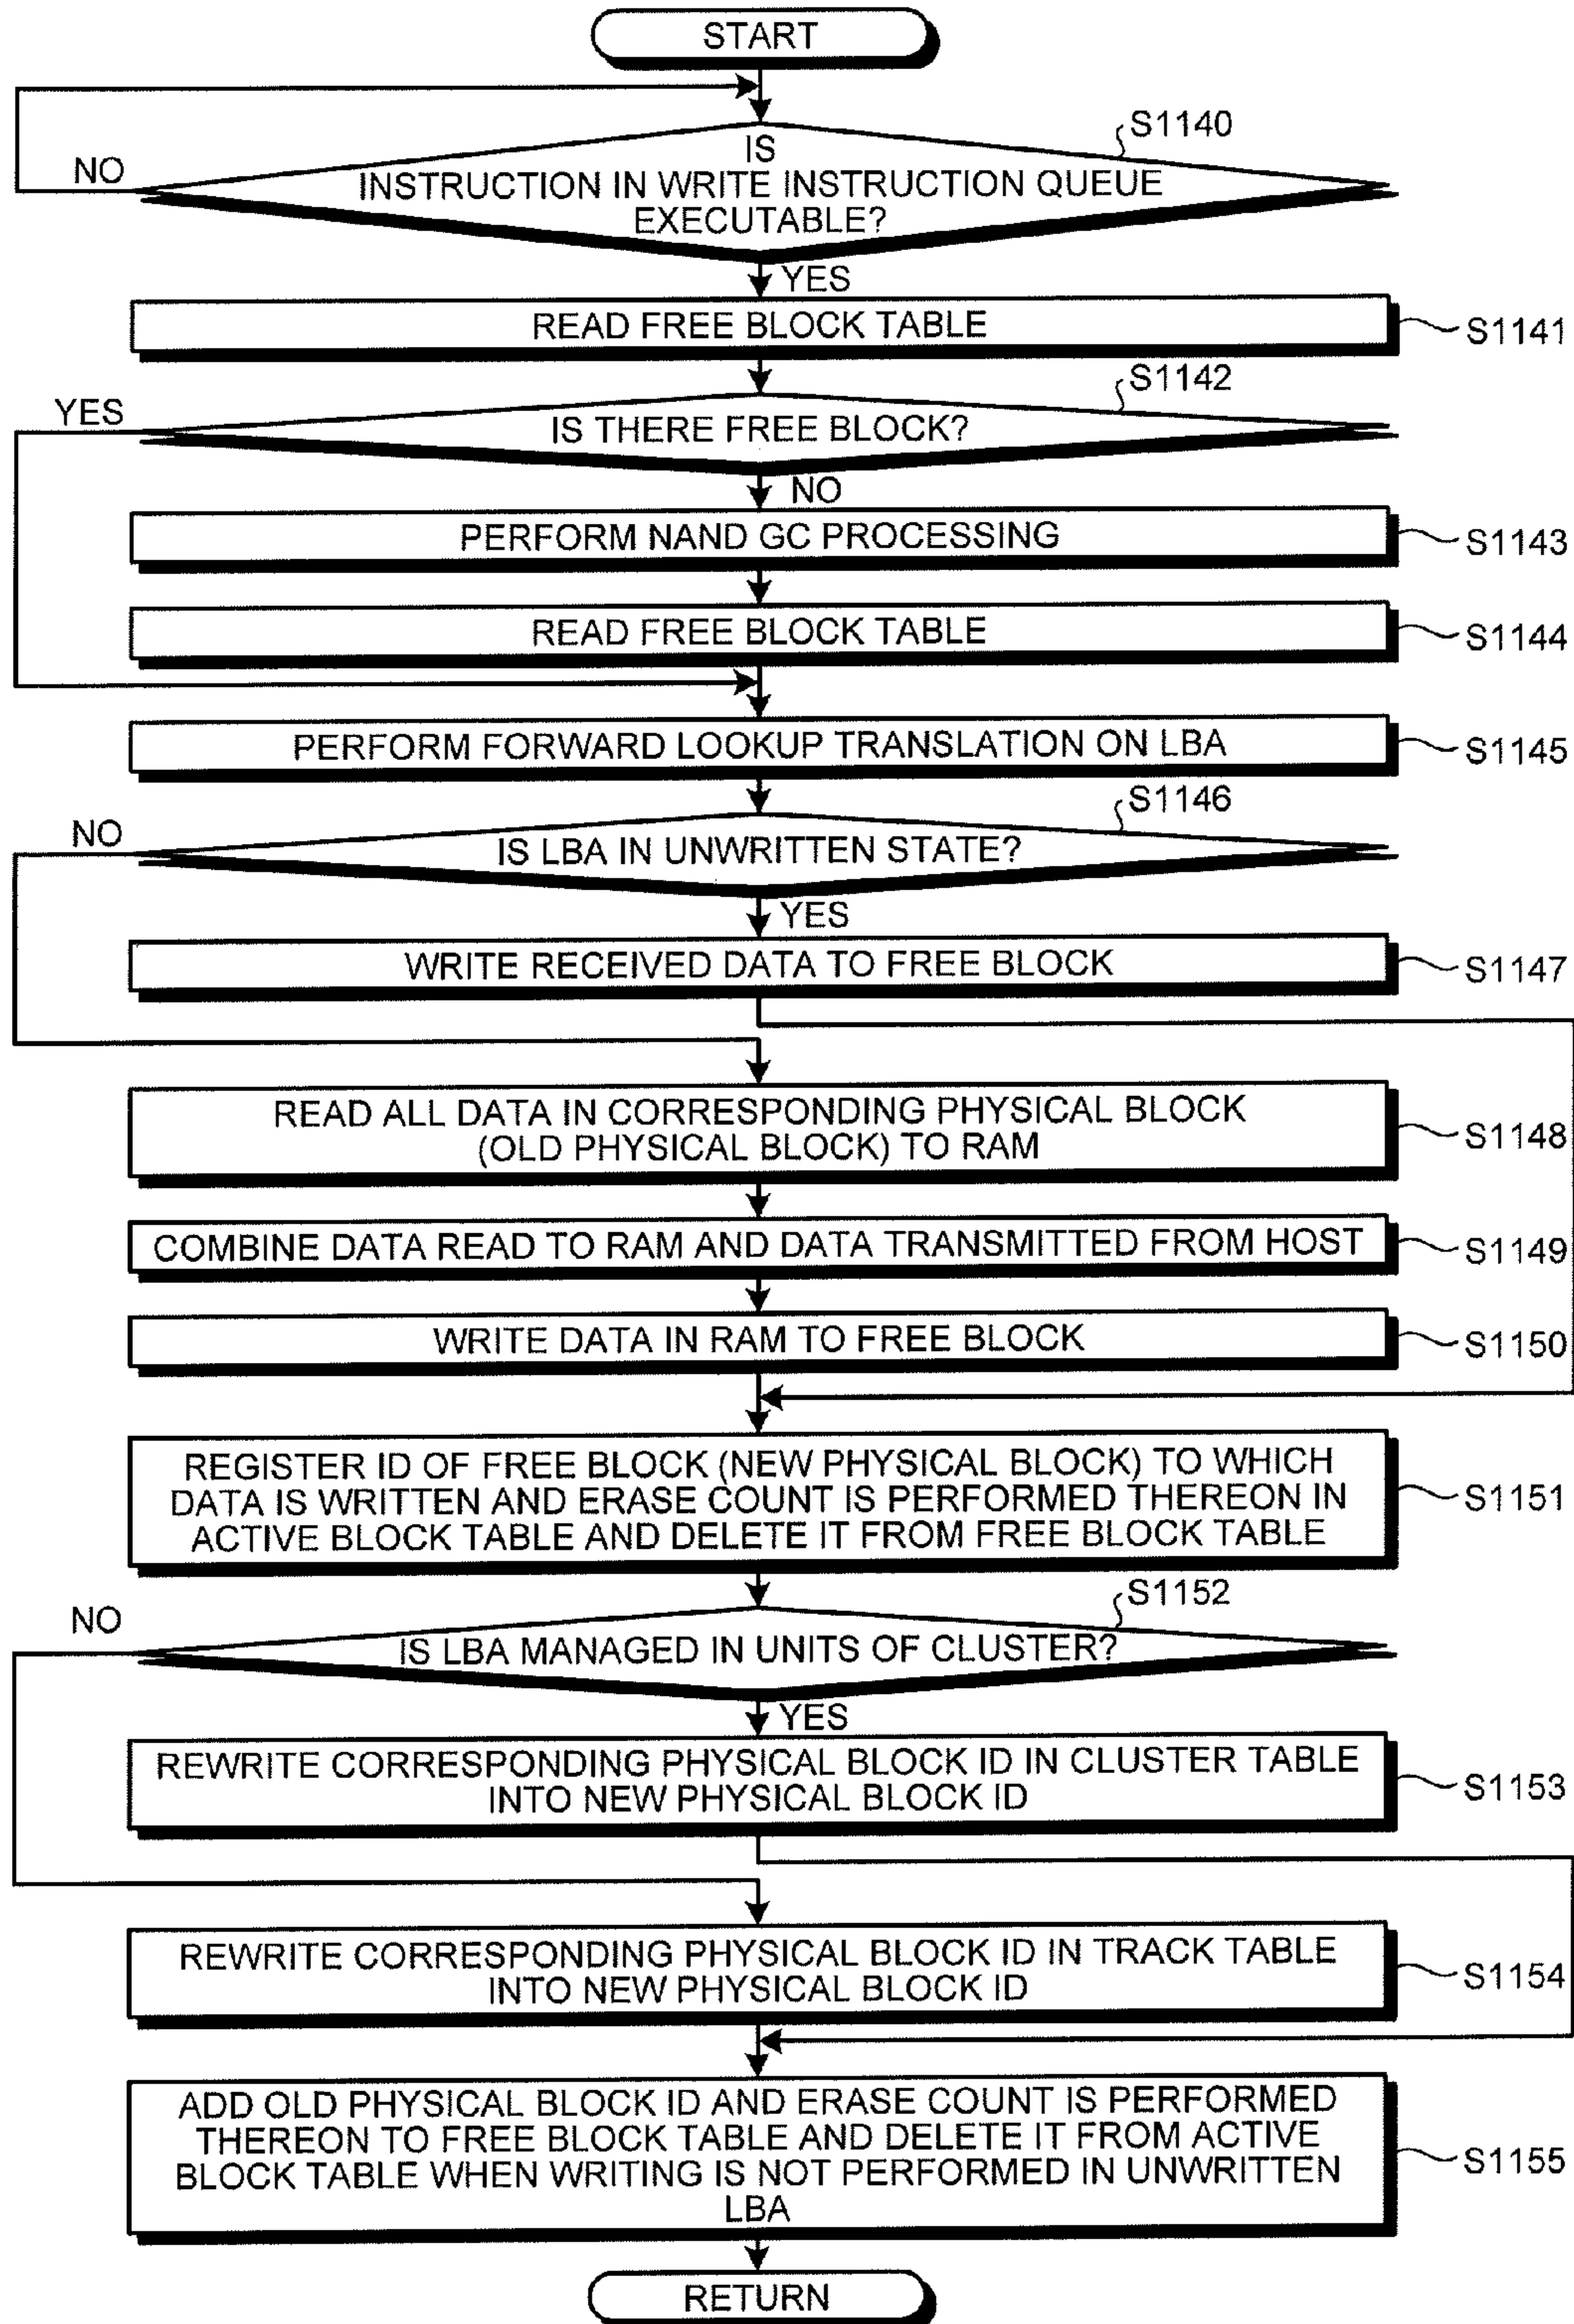 START
S1140
IS
NO
INSTRUCTION IN WRITE INSTRUCTION QUEUE
EXECUTABLE?
YES
READ FREE BLOCK TABLE
S1141
S1142
YES
IS THERE FREE BLOCK?
NO
PERFORM NAND GC PROCESSING
S1143
READ FREE BLOCK TABLE
S1144
PERFORM FORWARD LOOKUP TRANSLATION ON LBA
S1145
S1146
NO
IS LBA IN UNWRITTEN STATE?
YES
WRITE RECEIVED DATA TO FREE BLOCK
S1147
READ ALL DATA IN CORRESPONDING PHYSICAL BLOCK
(OLD PHYSICAL BLOCK) TO RAM
S1148
COMBINE DATA READ TO RAM AND DATA TRANSMITTED FROM HOST
S1149
WRITE DATA IN RAM TO FREE BLOCK
S1150
REGISTER ID OF FREE BLOCK (NEW PHYSICAL BLOCK) TO WHICH
DATA IS WRITTEN AND ERASE COUNT IS PERFORMED THEREON IN
ACTIVE BLOCK TABLE AND DELETE IT FROM FREE BLOCK TABLE
S1151
S1152
NO
IS LBA MANAGED IN UNITS OF CLUSTER?
YES
REWRITE CORRESPONDING PHYSICAL BLOCK ID IN CLUSTER TABLE
INTO NEW PHYSICAL BLOCK ID
S1153
REWRITE CORRESPONDING PHYSICAL BLOCK ID IN TRACK TABLE
INTO NEW PHYSICAL BLOCK ID
S1154
ADD OLD PHYSICAL BLOCK ID AND ERASE COUNT IS PERFORMED
THEREON TO FREE BLOCK TABLE AND DELETE IT FROM ACTIVE
BLOCK TABLE WHEN WRITING IS NOT PERFORMED IN UNWRITTEN
LBA
S1155
RETURN